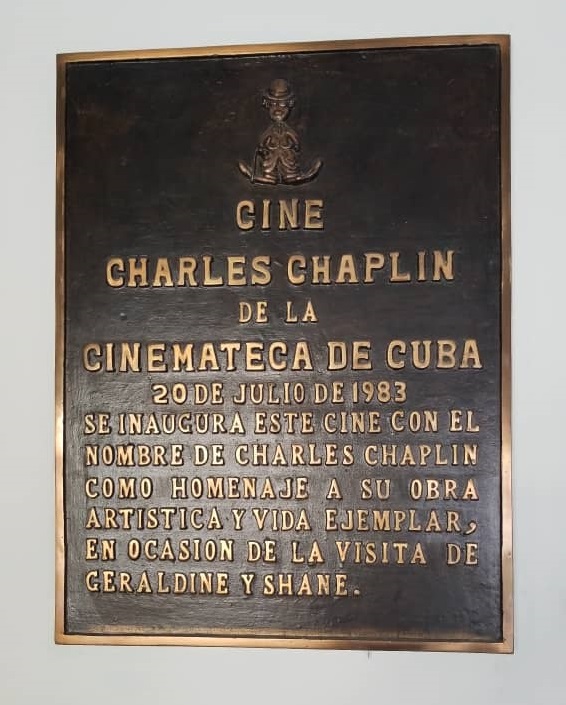 CINE
CHARLES CHAPLIN
DE LA
CINEMATECA DE CUBA
20 DE JULIO DE 1983
SE INAUGURA ESTE CINE CON EL
NOMBRE DE CHARLES CHAPLIN
COMO HOMENAJE A SU OBRA
ARTISTICA Y VIDA EJEMPLAR,
EN OCASION DE LA VISITA DE
GERALDINE Y SHANE.